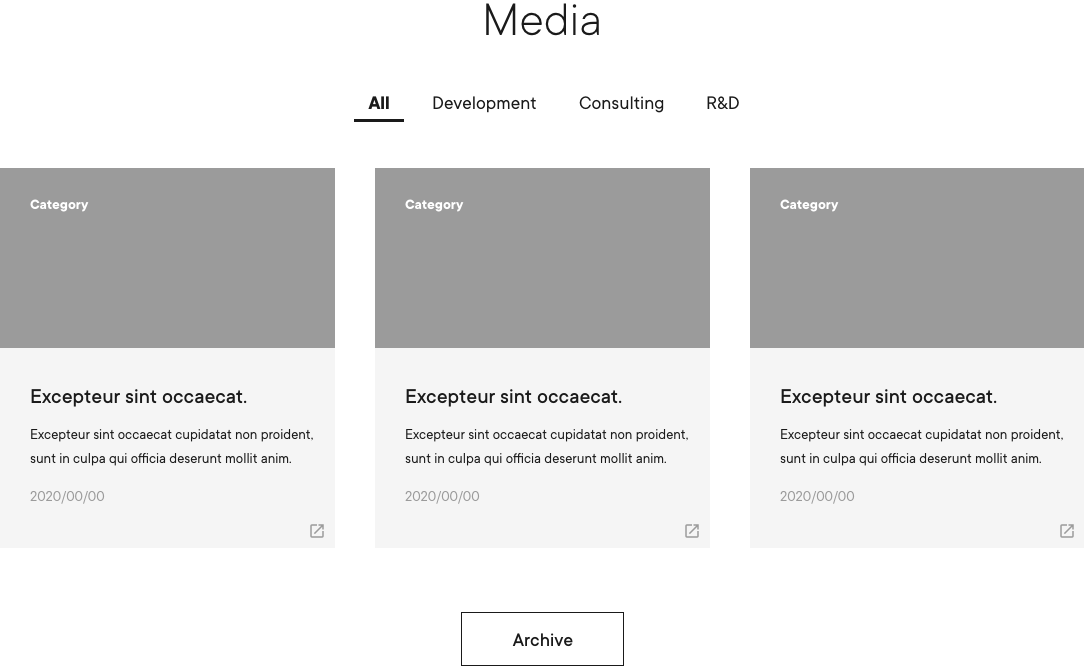 Media
All Development Consulting R&D
Category
Excepteur sint occaecat.
Excepteur sint occaecat cupidatat non proident,
sunt in culpa qui officia deserunt mollit anim.
2020/00/00
Category
Excepteur sint occaecat.
Excepteur sint occaecat cupidatat non proident,
sunt in culpa qui officia deserunt mollit anim.
2020/00/00
Category
Excepteur sint occaecat.
Excepteur sint occaecat cupidatat non proident,
sunt in culpa qui officia deserunt mollit anim.
2020/00/00
Archive